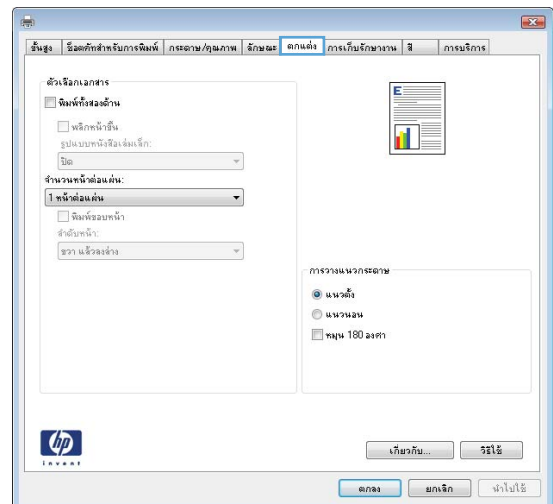 ขั้นสูง ช็อตคัทสำหรับการพิมพ์ กระดาษ/คุณภาพ ลักษณะ ตกแต่ง การเก็บรักษางาน สี การบริการ
ตัวเลือกเอกสาร
พิมพ์ทั้งสองด้าน
พลิกหน้าขึ้น
รูปแบบหนังสือเล่มเล็ก:
ปิด
จำนวนหน้าต่อแผ่น:
1 หน้าต่อแผ่น
พิมพ์ขอบหน้า
ลำดับหน้า:
ขวา แล้วลงล่าง
E
การวางแนวกระดาษ
แนวตั้ง
แนวนอน
หมุน 180 องศา
hp
invent
เกี่ยวกับ... วิธีใช้
ตกลง ยกเลิก นำไปใช้